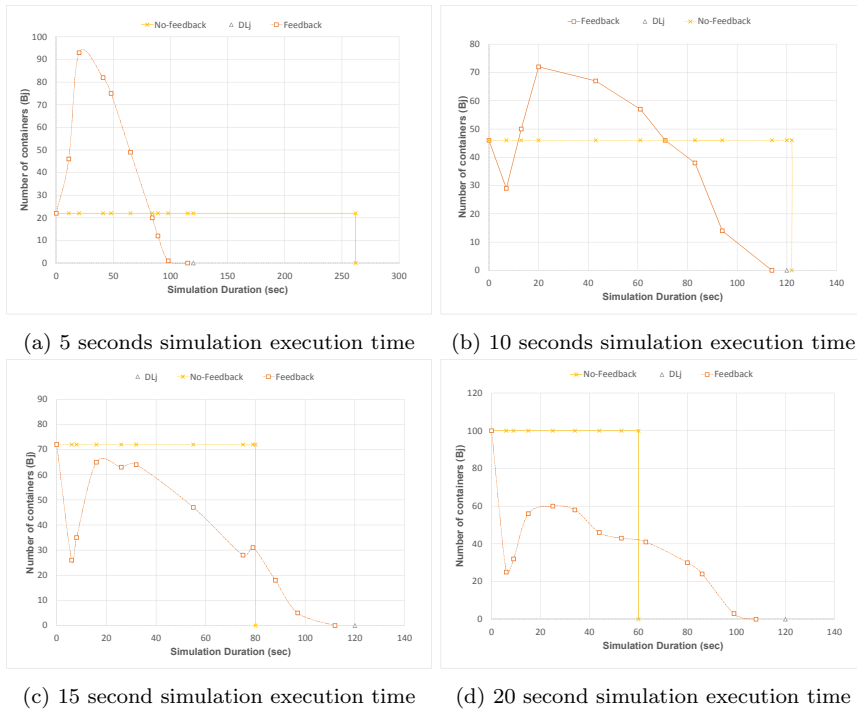 No-feedback DLj Feedback
100
90
80
70
60
50
40
30
20
10
0
Number of containers (Bj)
0 50 100 150 200 250 300
Simulation Duration (sec)
(a) 5 seconds simulation execution time
Feedback DLj No-Feedback
80
70
60
50
40
30
20
10
0
Number of containers (Bj)
0 20 40 60 80 100 120 140
Simulation Duration (sec)
(b) 10 seconds simulation execution time
DLj No-Feedback Feedback
90
80
70
60
50
40
30
20
10
0
Number of containers (Bj)
0 20 40 60 80 100 120 140
Simulation Duration (sec)
(c) 15 second simulation execution time
No-Feedback DLj Feedback
120
100
80
60
40
20
0
Number of containers (Bj)
0 20 40 60 80 100 120 140
Simulation Duration (sec)
(d) 20 second simulation execution time